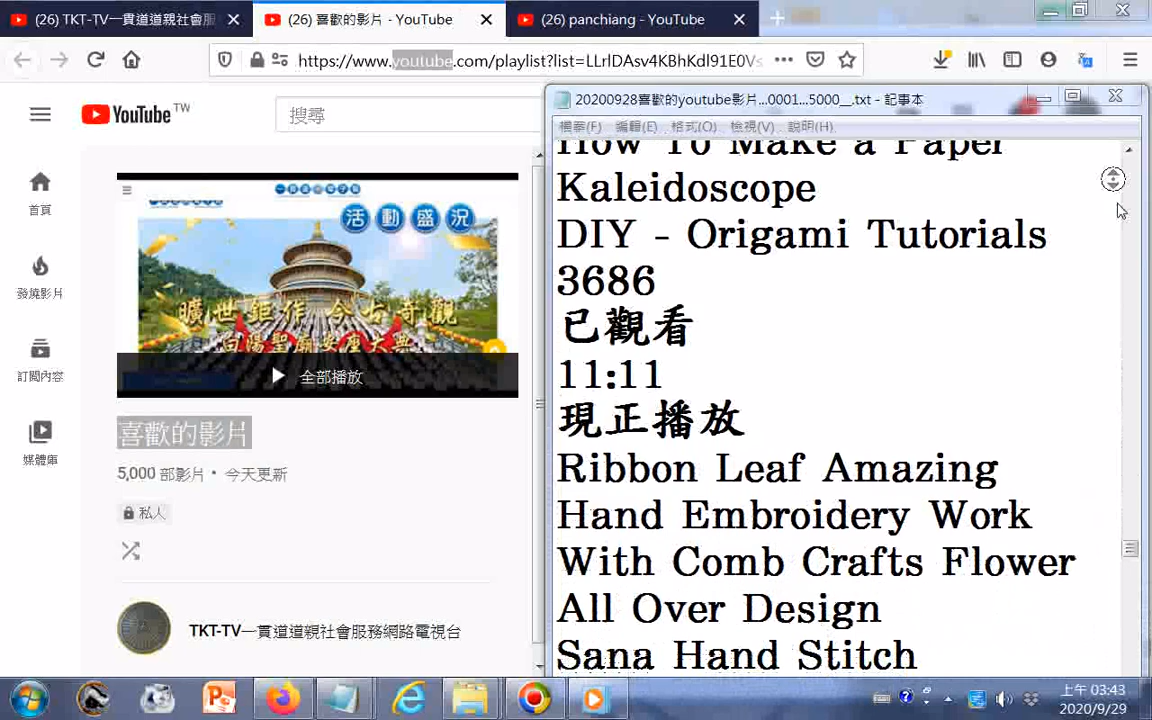 (26) TKT-TV一貫道道親社會服
(26) 喜歡的影片 - YouTube
(26) panchiang - YouTube
https://www.youtube.com/playlist?list=LLrlDAsv4KBhKdl91E0Vs
YouTube TW
搜尋
首頁
發燒影片
訂閱內容
媒體庫
活動盛況
曠世鉅作 今古奇觀
全部播放
喜歡的影片
5,000 部影片 • 今天更新
私人
TKT-TV一貫道道親社會服務網路電視台
20200928喜歡的youtube影片...0001...5000__.txt - 記事本
檔案(F) 編輯(E) 格式(O) 檢視(V) 說明(H)
How To Make a Paper
Kaleidoscope
DIY - Origami Tutorials
3686
已觀看
11:11
現正播放
Ribbon Leaf Amazing
Hand Embroidery Work
With Comb Crafts Flower
All Over Design
Sana Hand Stitch
上午 03:43
2020/9/29